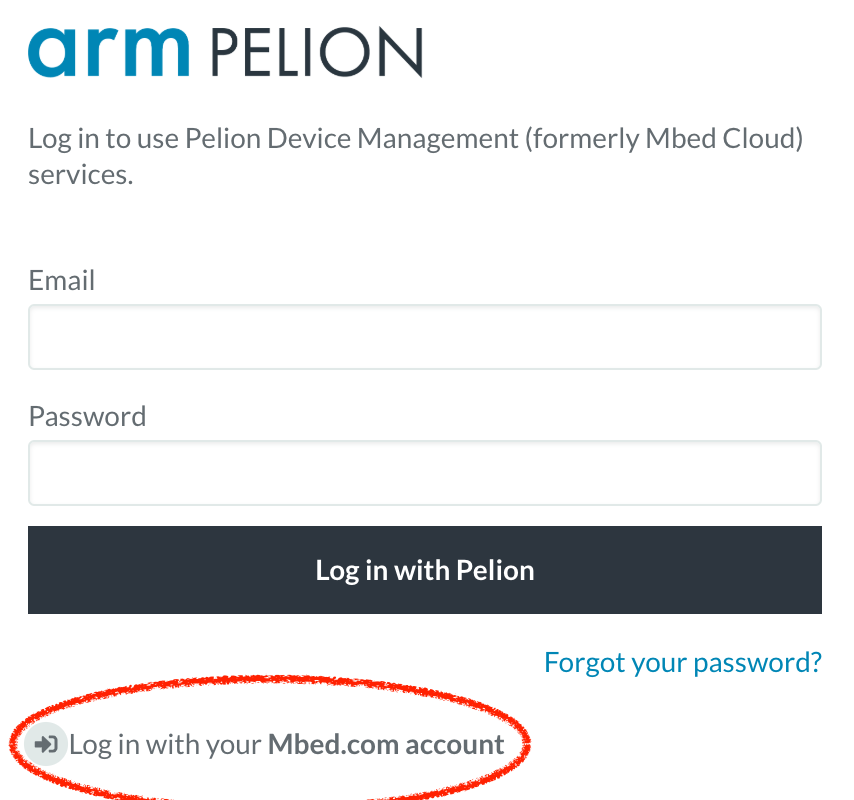 arm PELION
Log in to use Pelion Device Management (formerly Mbed Cloud)
services.
Email
Password
Log in with Pelion
Forgot your password?
Log in with your Mbed.com account